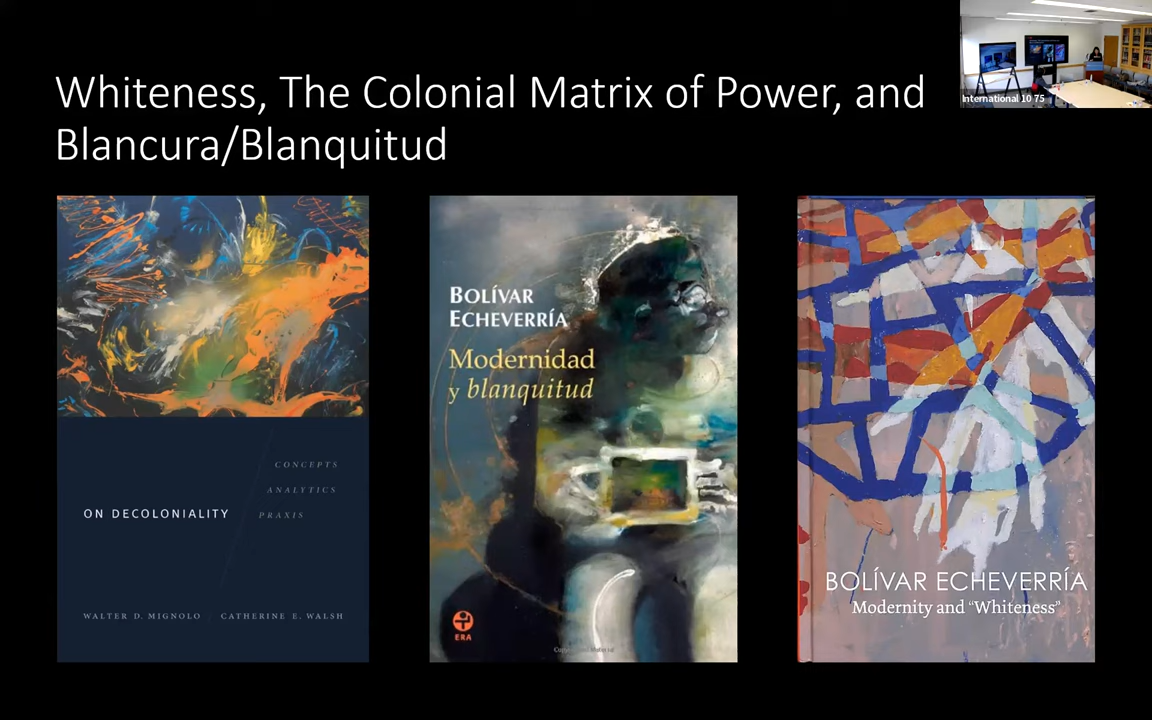 Whiteness, The Colonial Matrix of Power, and
Blancura/Blanquitud
International 10 75
CONCEPTS
ANALYTICS
ON DECOLONIALITY
PRAXIS
WALTER D. MIGNOLO
CATHERINE E. WALSH
BOLÍVAR
ECHEVERRÍA
Modernidad
y blanquitud
ERA
BOLÍVAR ECHEVERRÍA
Modernity and “Whiteness”